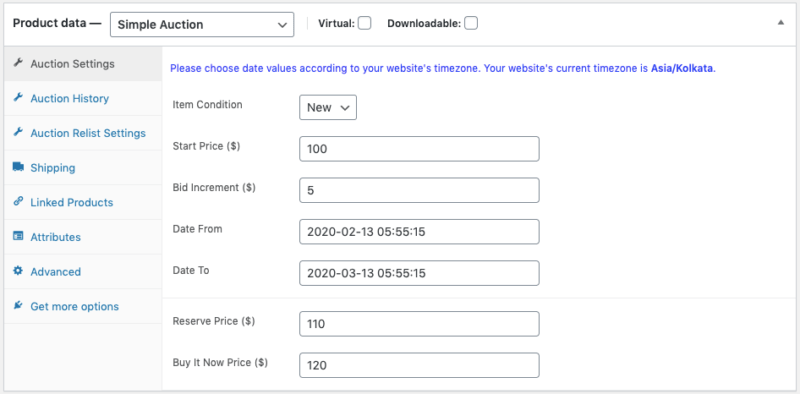 Product data — Simple Auction Virtual: Downloadable:
Auction Settings
Auction History
Auction Relist Settings
Shipping
Linked Products
Attributes
Advanced
Get more options
Please choose date values according to your website's timezone. Your website's current timezone is Asia/Kolkata.
Item Condition New
Start Price ($) 100
Bid Increment ($) 5
Date From 2020-02-13 05:55:15
Date To 2020-03-13 05:55:15
Reserve Price ($) 110
Buy It Now Price ($) 120